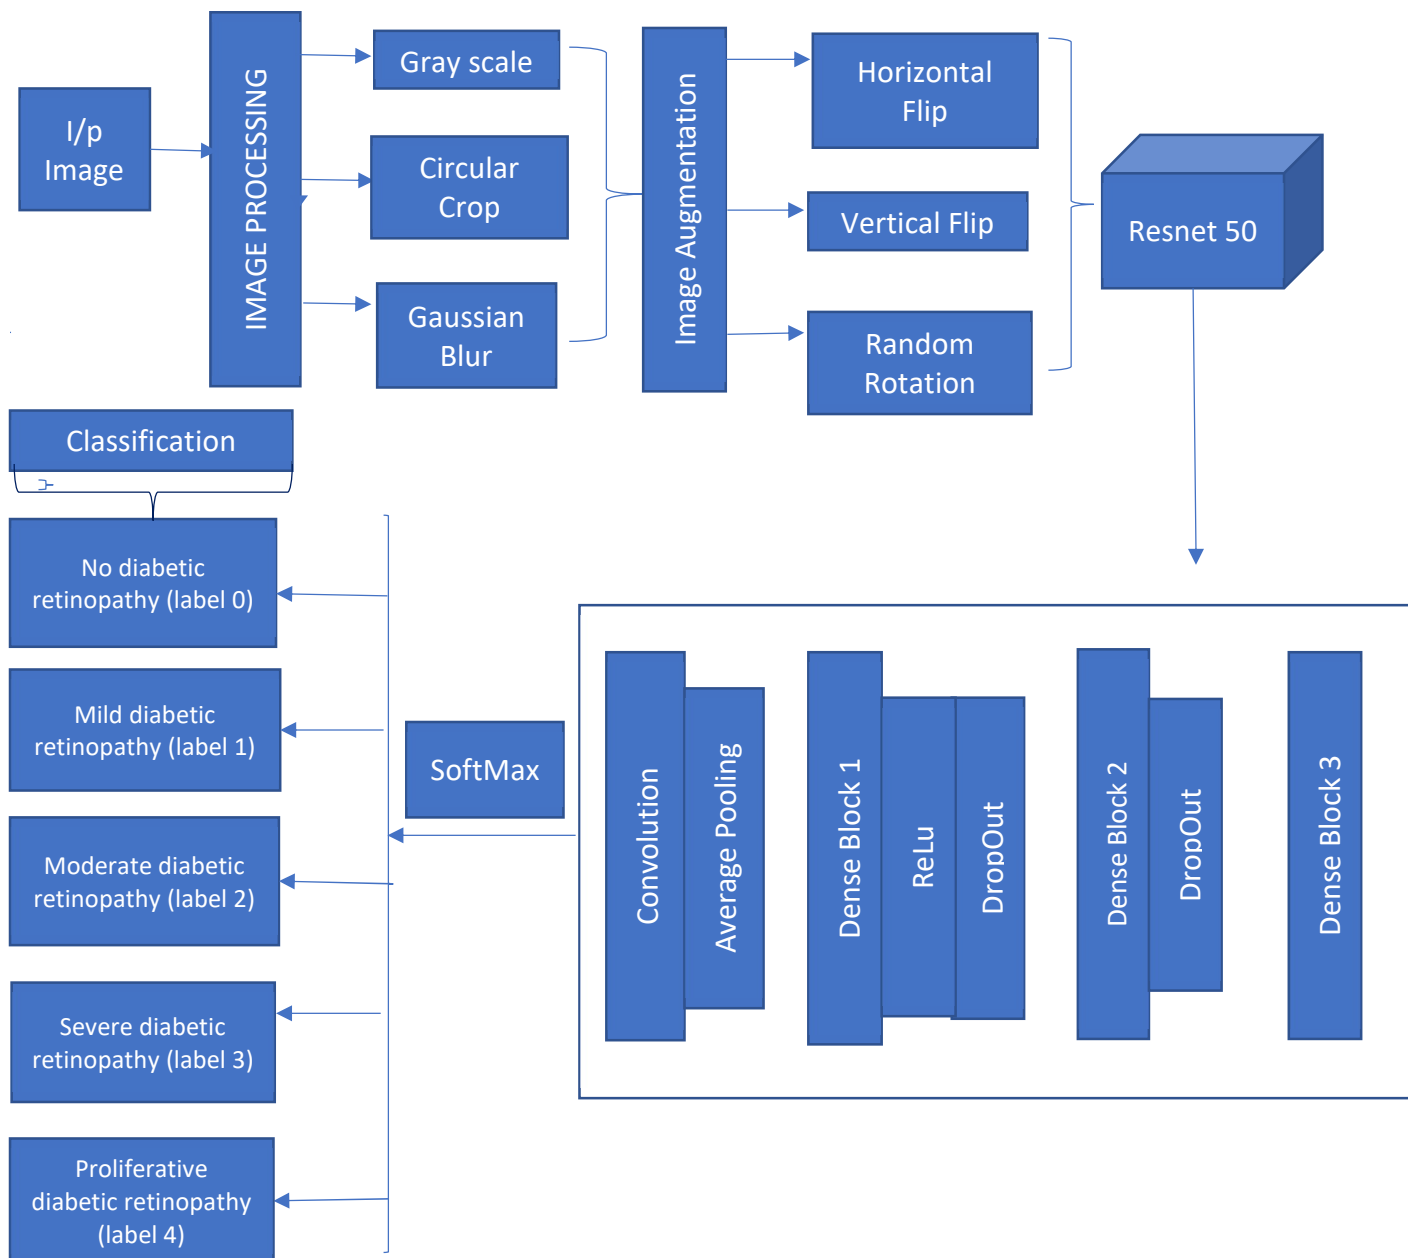 I/p
Image
IMAGE PROCESSING
Gray scale
Circular
Crop
Gaussian
Blur
Image Augmentation
Horizontal
Flip
Vertical Flip
Random
Rotation
Resnet 50
Convolution
Average Pooling
Dense Block 1
ReLu
DropOut
Dense Block 2
DropOut
Dense Block 3
SoftMax
Classification
No diabetic
retinopathy (label 0)
Mild diabetic
retinopathy (label 1)
Moderate diabetic
retinopathy (label 2)
Severe diabetic
retinopathy (label 3)
Proliferative
diabetic retinopathy
(label 4)